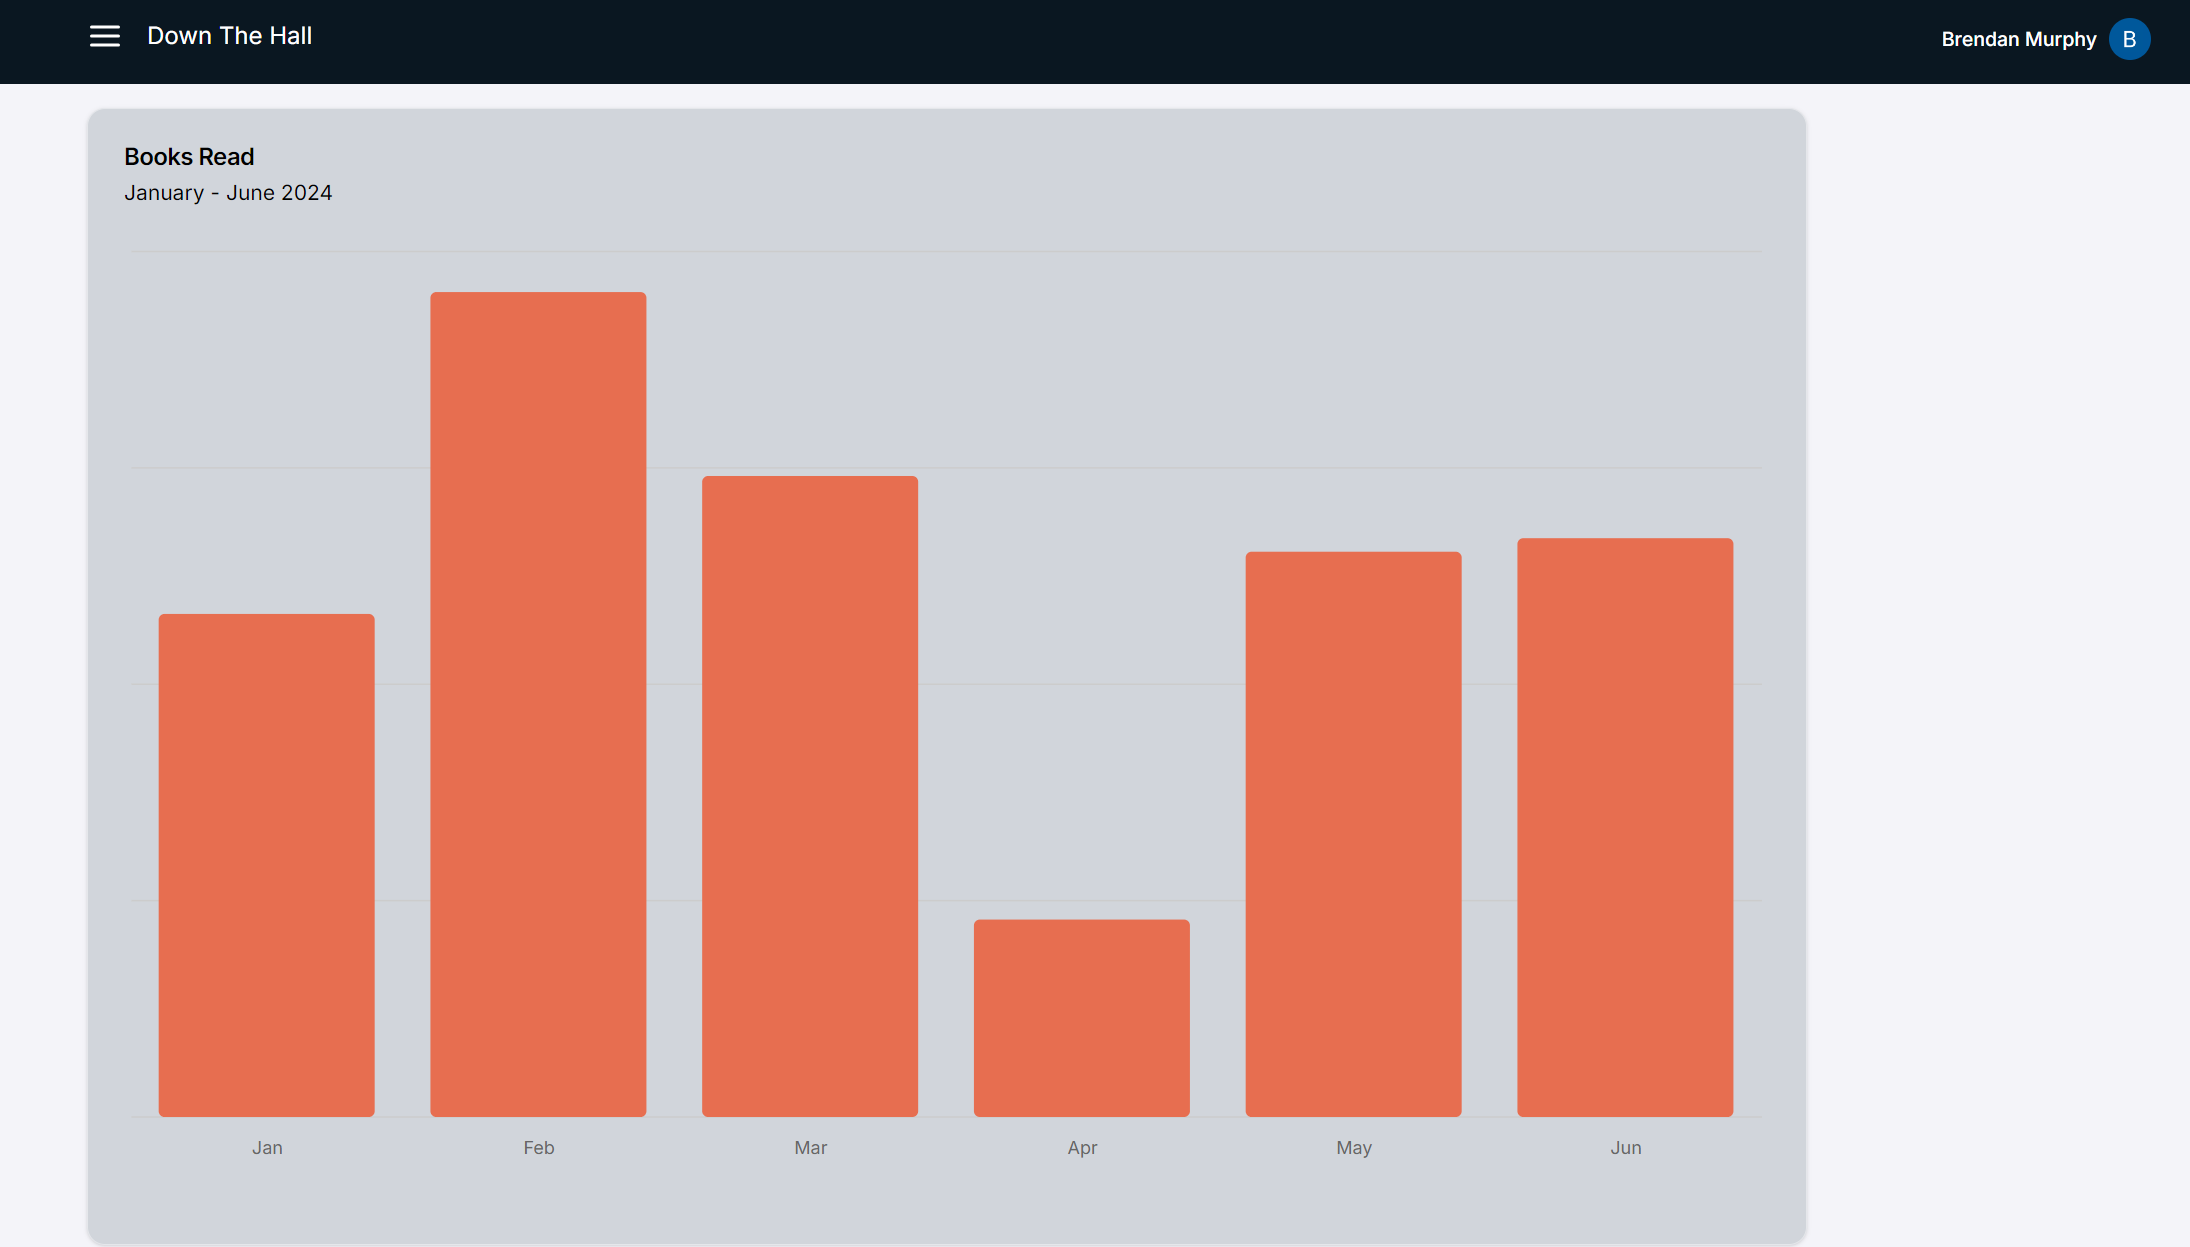 Down The Hall
Brendan Murphy B
Books Read
January - June 2024
Jan Feb Mar Apr May Jun